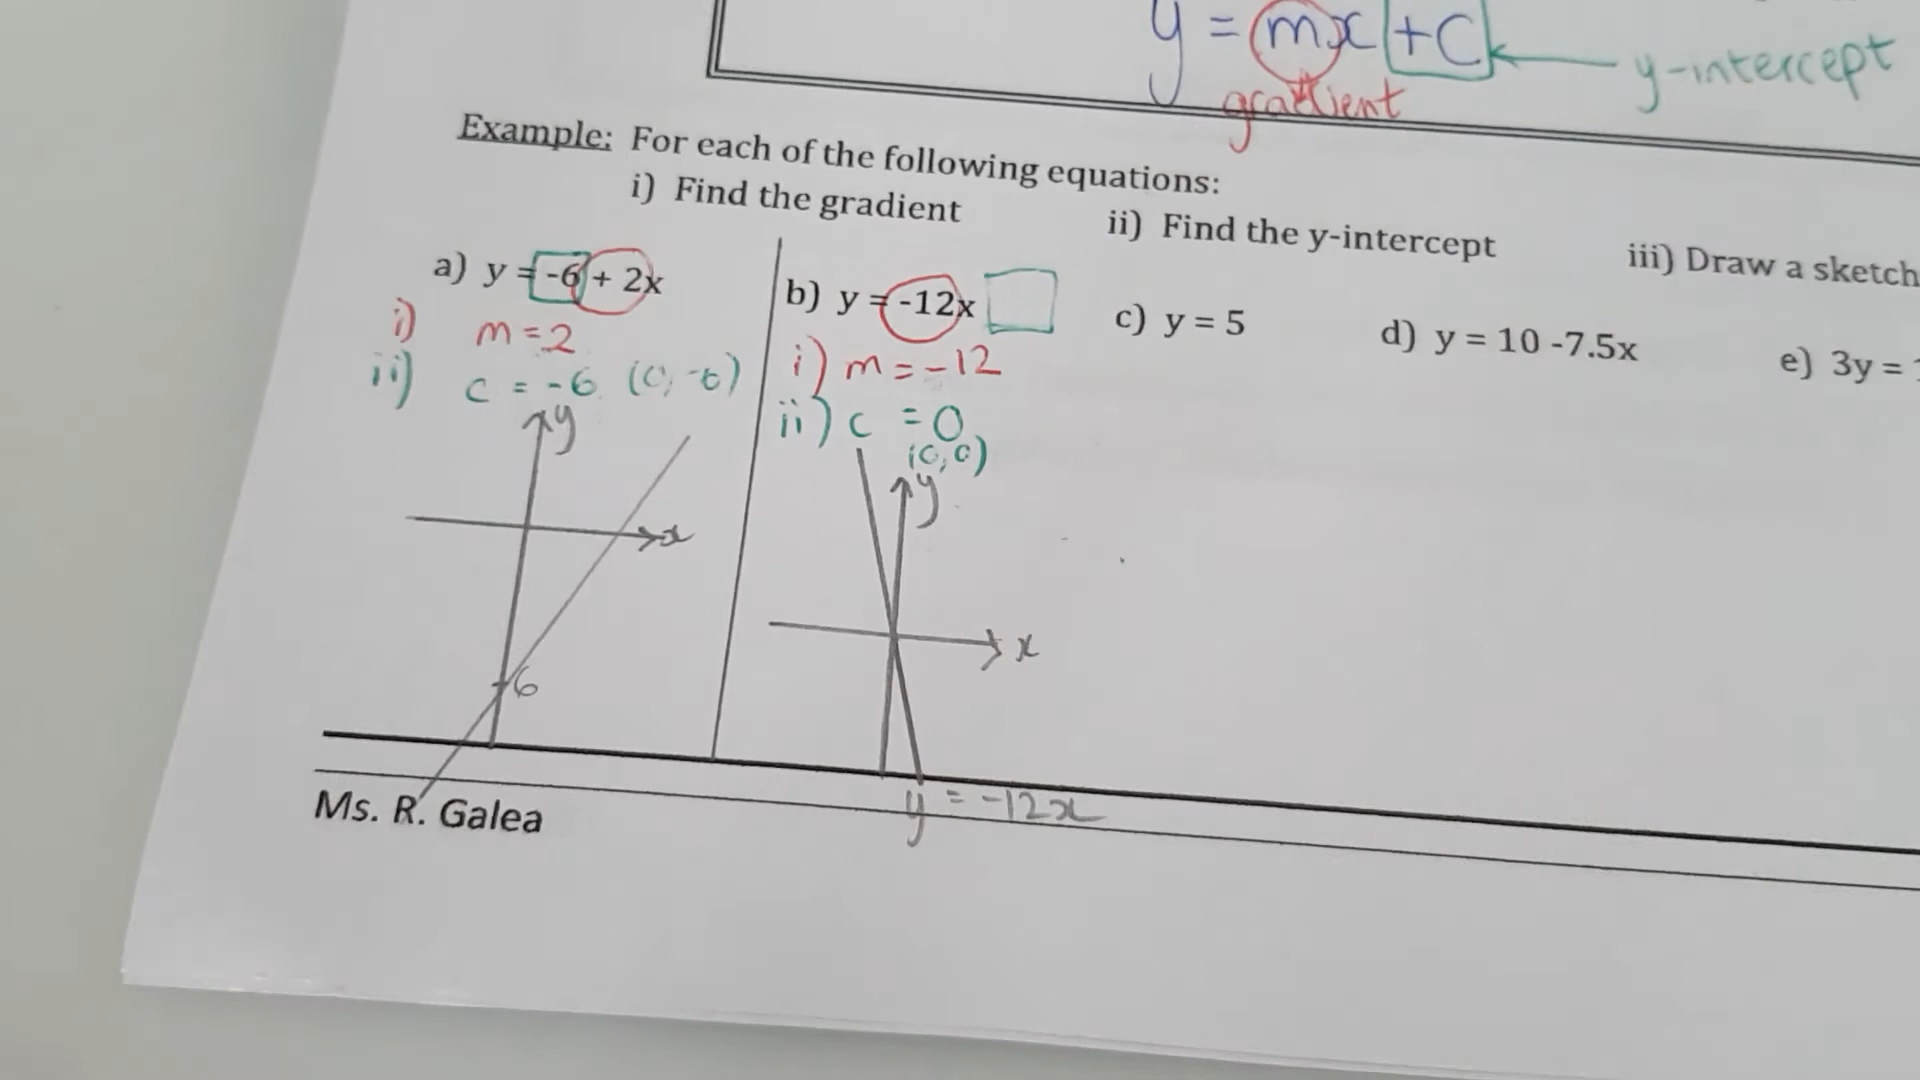 y = mx + c
y-intercept
gradient
Example: For each of the following equations:
i) Find the gradient
ii) Find the y-intercept
iii) Draw a sketch
a) y = -6 + 2x
i) m = 2
ii) c = -6 (0, -6)
y
x
-6
b) y = -12x
i) m = -12
ii) c = 0
(0, 0)
y
x
y = -12x
c) y = 5
d) y = 10 -7.5x
e) 3y =
Ms. R. Galea